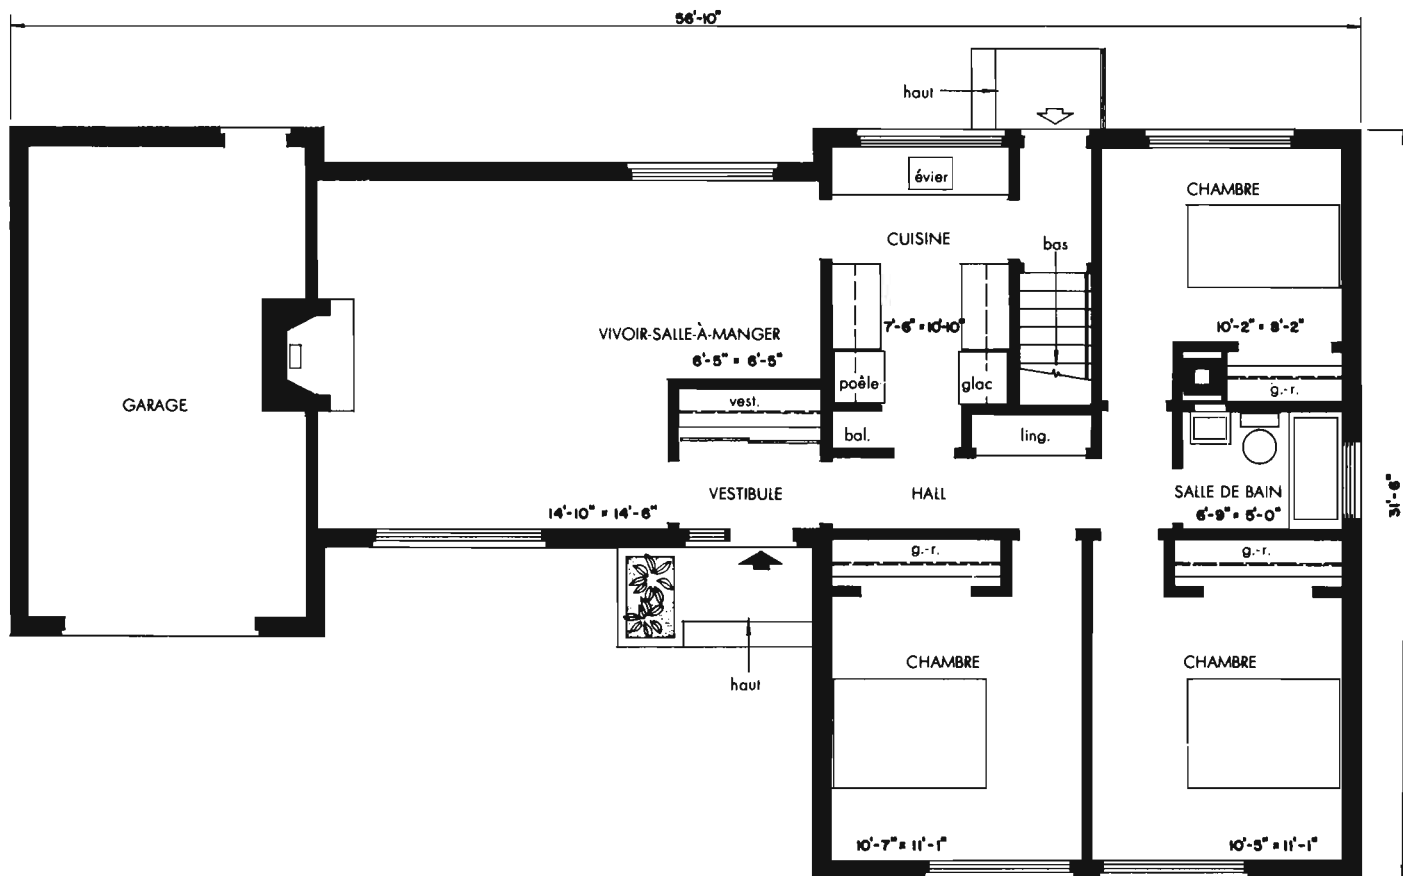 56'-10"
haut
évier
CHAMBRE
CUISINE
bas
VIVOIR-SALLE-À-MANGER
7'-6" × 10'-10"
10'-2" × 8'-2"
6'-5" × 6'-5"
poêle
glac
g.-r.
GARAGE
vest.
bal.
ling.
VESTIBULE
HALL
SALLE DE BAIN
31'-6"
14'-10" × 14'-6"
6'-9" × 5'-0"
g.-r.
g.-r.
CHAMBRE
CHAMBRE
haut
10'-7" × 11'-1"
10'-5" × 11'-1"